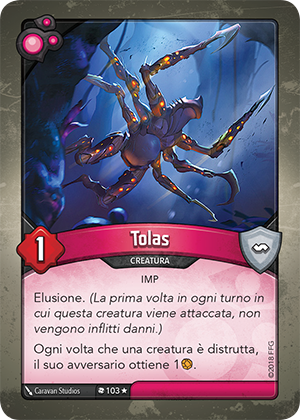 Tolas
1
CREATURA
IMP
Elusione. (La prima volta in ogni turno in
cui questa creatura viene attaccata, non
vengono inflitti danni.)
Ogni volta che una creatura è distrutta,
il suo avversario ottiene 1
©2018 FFG
Caravan Studios
103